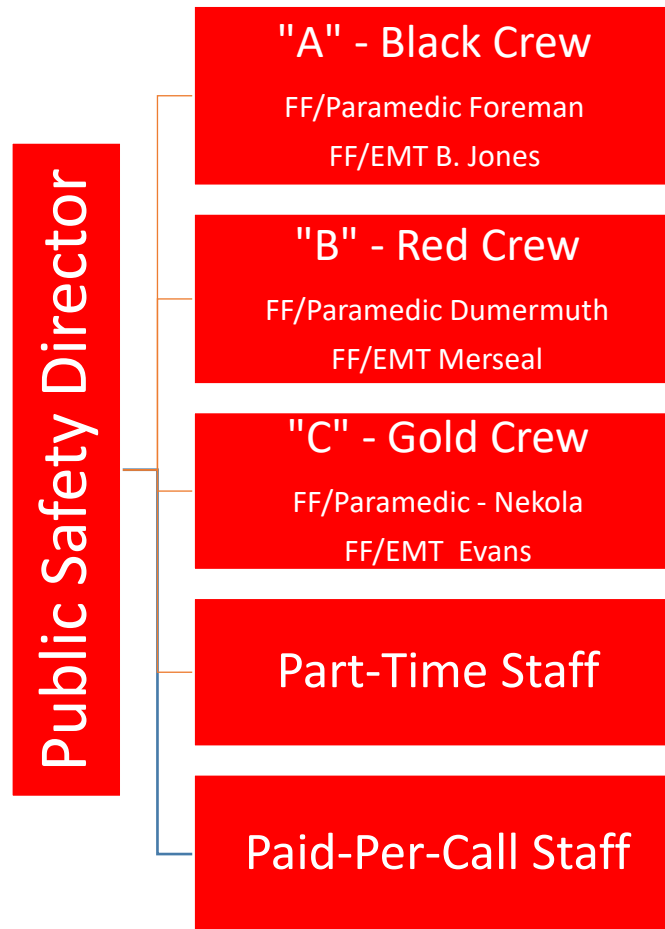 Public Safety Director
"A" - Black Crew
FF/Paramedic Foreman
FF/EMT B. Jones
"B" - Red Crew
FF/Paramedic Dumermuth
FF/EMT Merseal
"C" - Gold Crew
FF/Paramedic - Nekola
FF/EMT  Evans
Part-Time Staff
Paid-Per-Call Staff